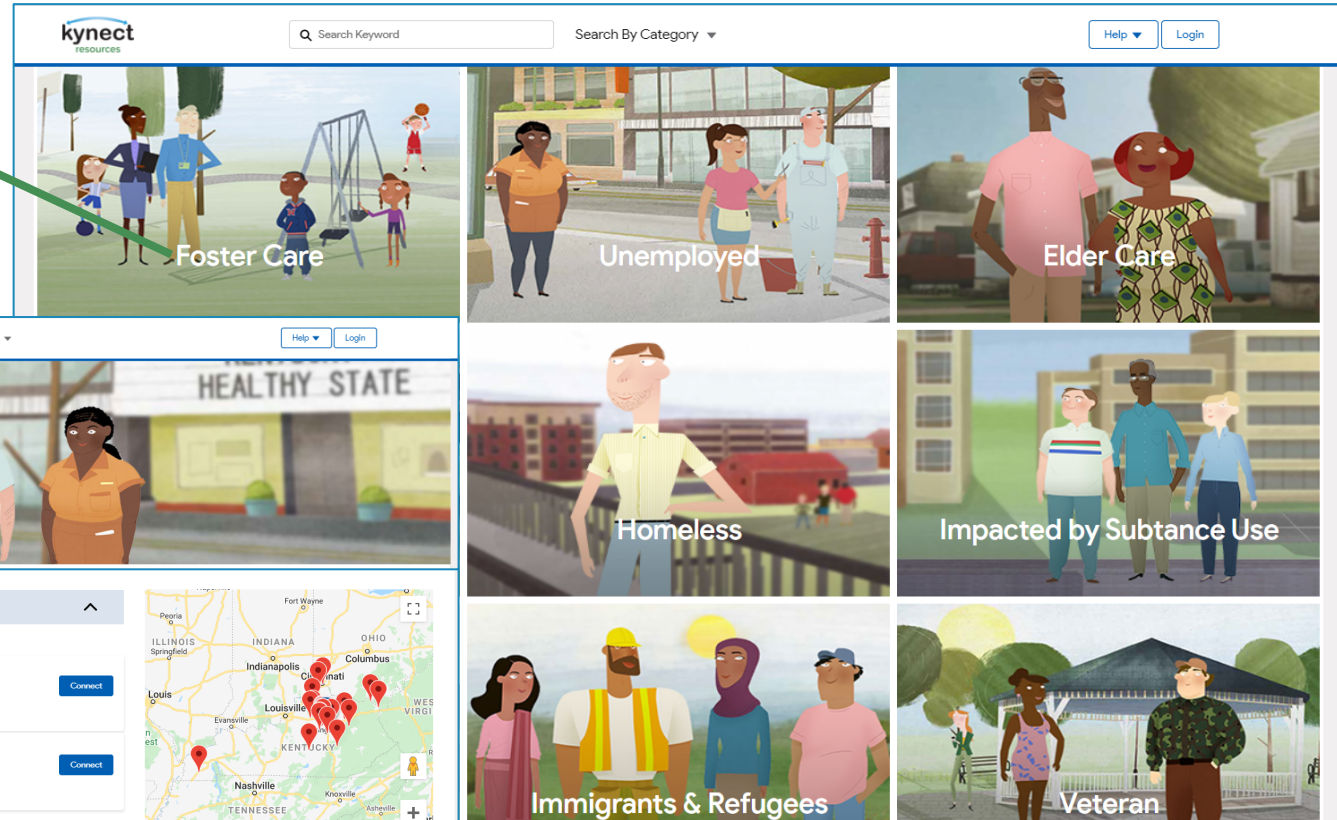 kynect
resources
Search Keyword
Search By Category
Help
Login
Foster Care
Unemployed
Elder Care
Help
Login
HEALTHY STATE
Homeless
Impacted by Subtance Use
Connect
Connect
Fort Wayne
Peoria
ILLINOIS
INDIANA
OHIO
Springfield
Indianapolis
Columbus
Louis
Louisville
WES
VIRGI
Evansville
KENTUCKY
Nashville
Knoxville
TENNESSEE
Asheville
Immigrants & Refugees
Veteran